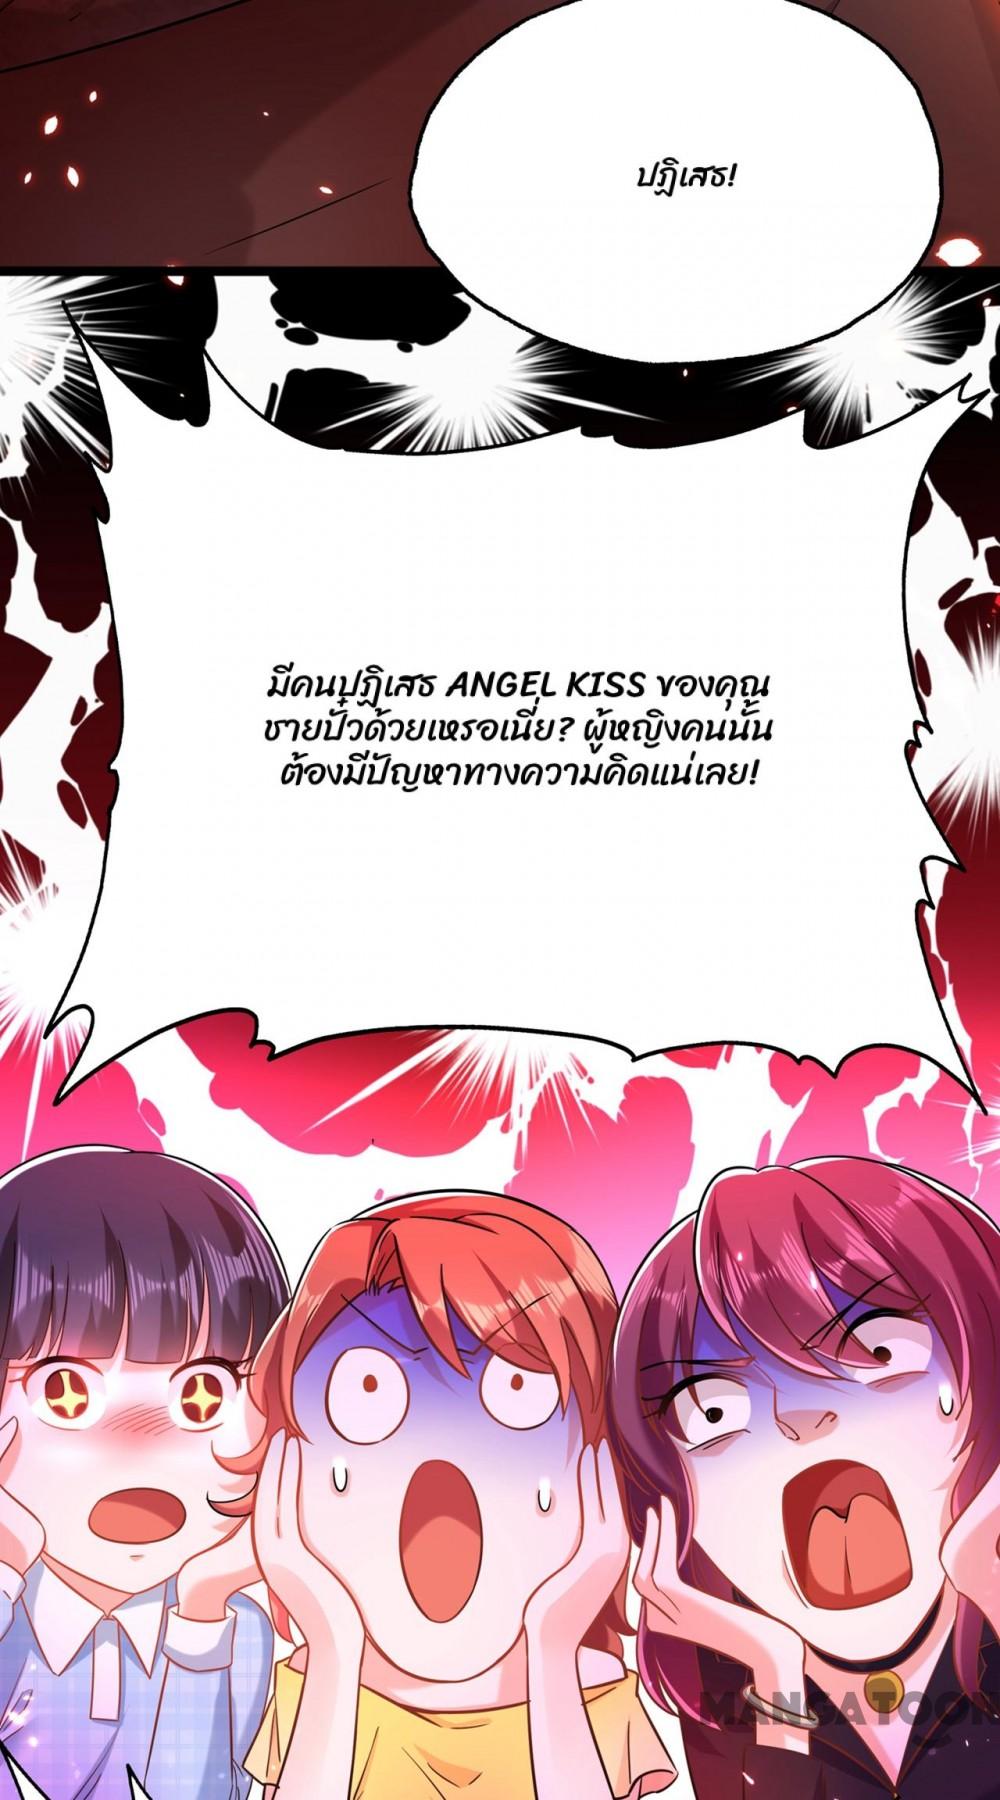 ปฏิเสธ!
มีคนปฏิเสธ ANGEL KISS ของคุณ
ชายปั๋วด้วยเหรอเนี่ย? ผู้หญิงคนนั้น
ต้องมีปัญหาทางความคิดแน่เลย!
MANGATOON